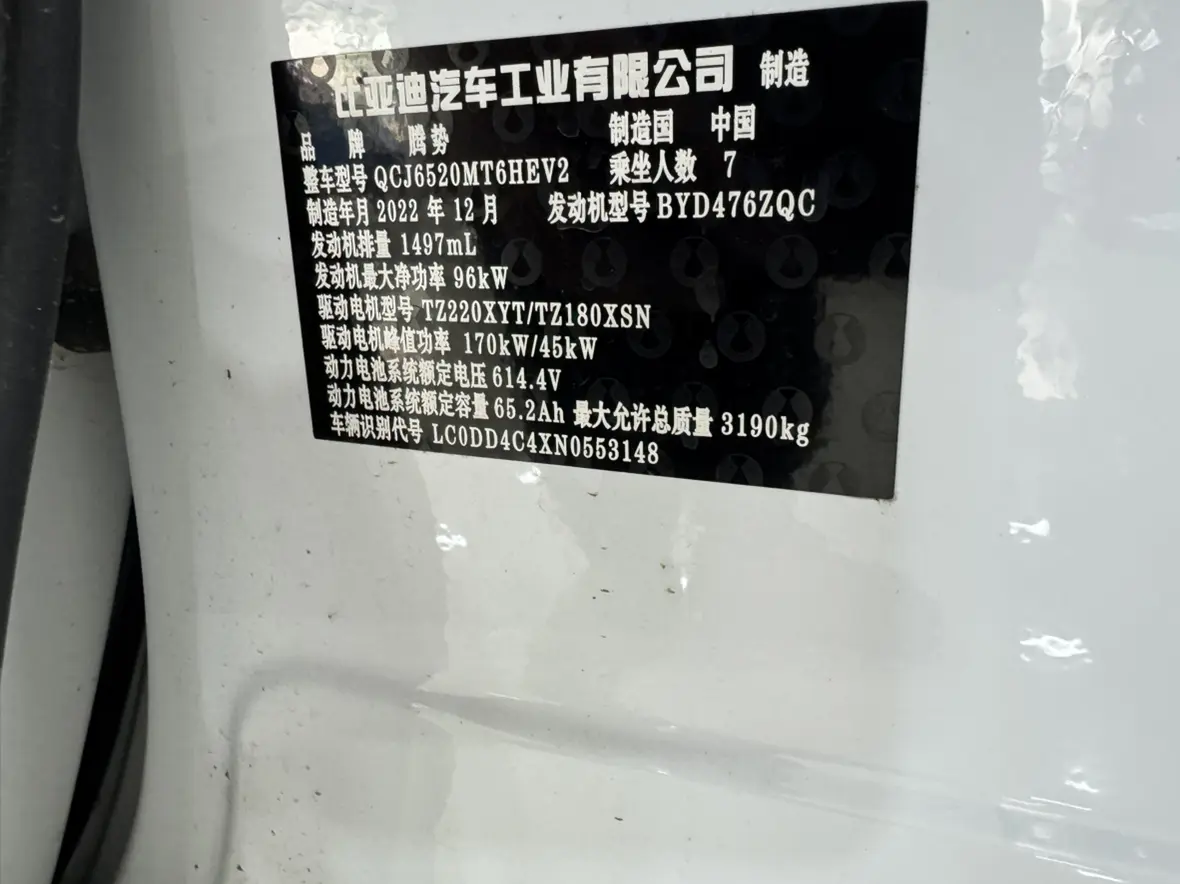 比亚迪汽车工业有限公司 制造
品 牌 腾势 制造国 中国
整车型号 QCJ6520MT6HEV2 乘坐人数 7
制造年月 2022 年 12 月 发动机型号 BYD476ZQC
发动机排量 1497mL
发动机最大净功率 96kW
驱动电机型号 TZ220XYT/TZ180XSN
驱动电机峰值功率 170kW/45kW
动力电池系统额定电压 614.4V
动力电池系统额定容量 65.2Ah 最大允许总质量 3190kg
车辆识别代号 LC0DD4C4XN0553148